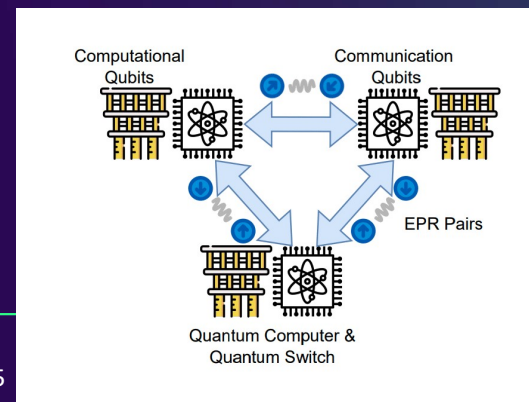 Computational
Qubits
Communication
Qubits
EPR Pairs
Quantum Computer &
Quantum Switch